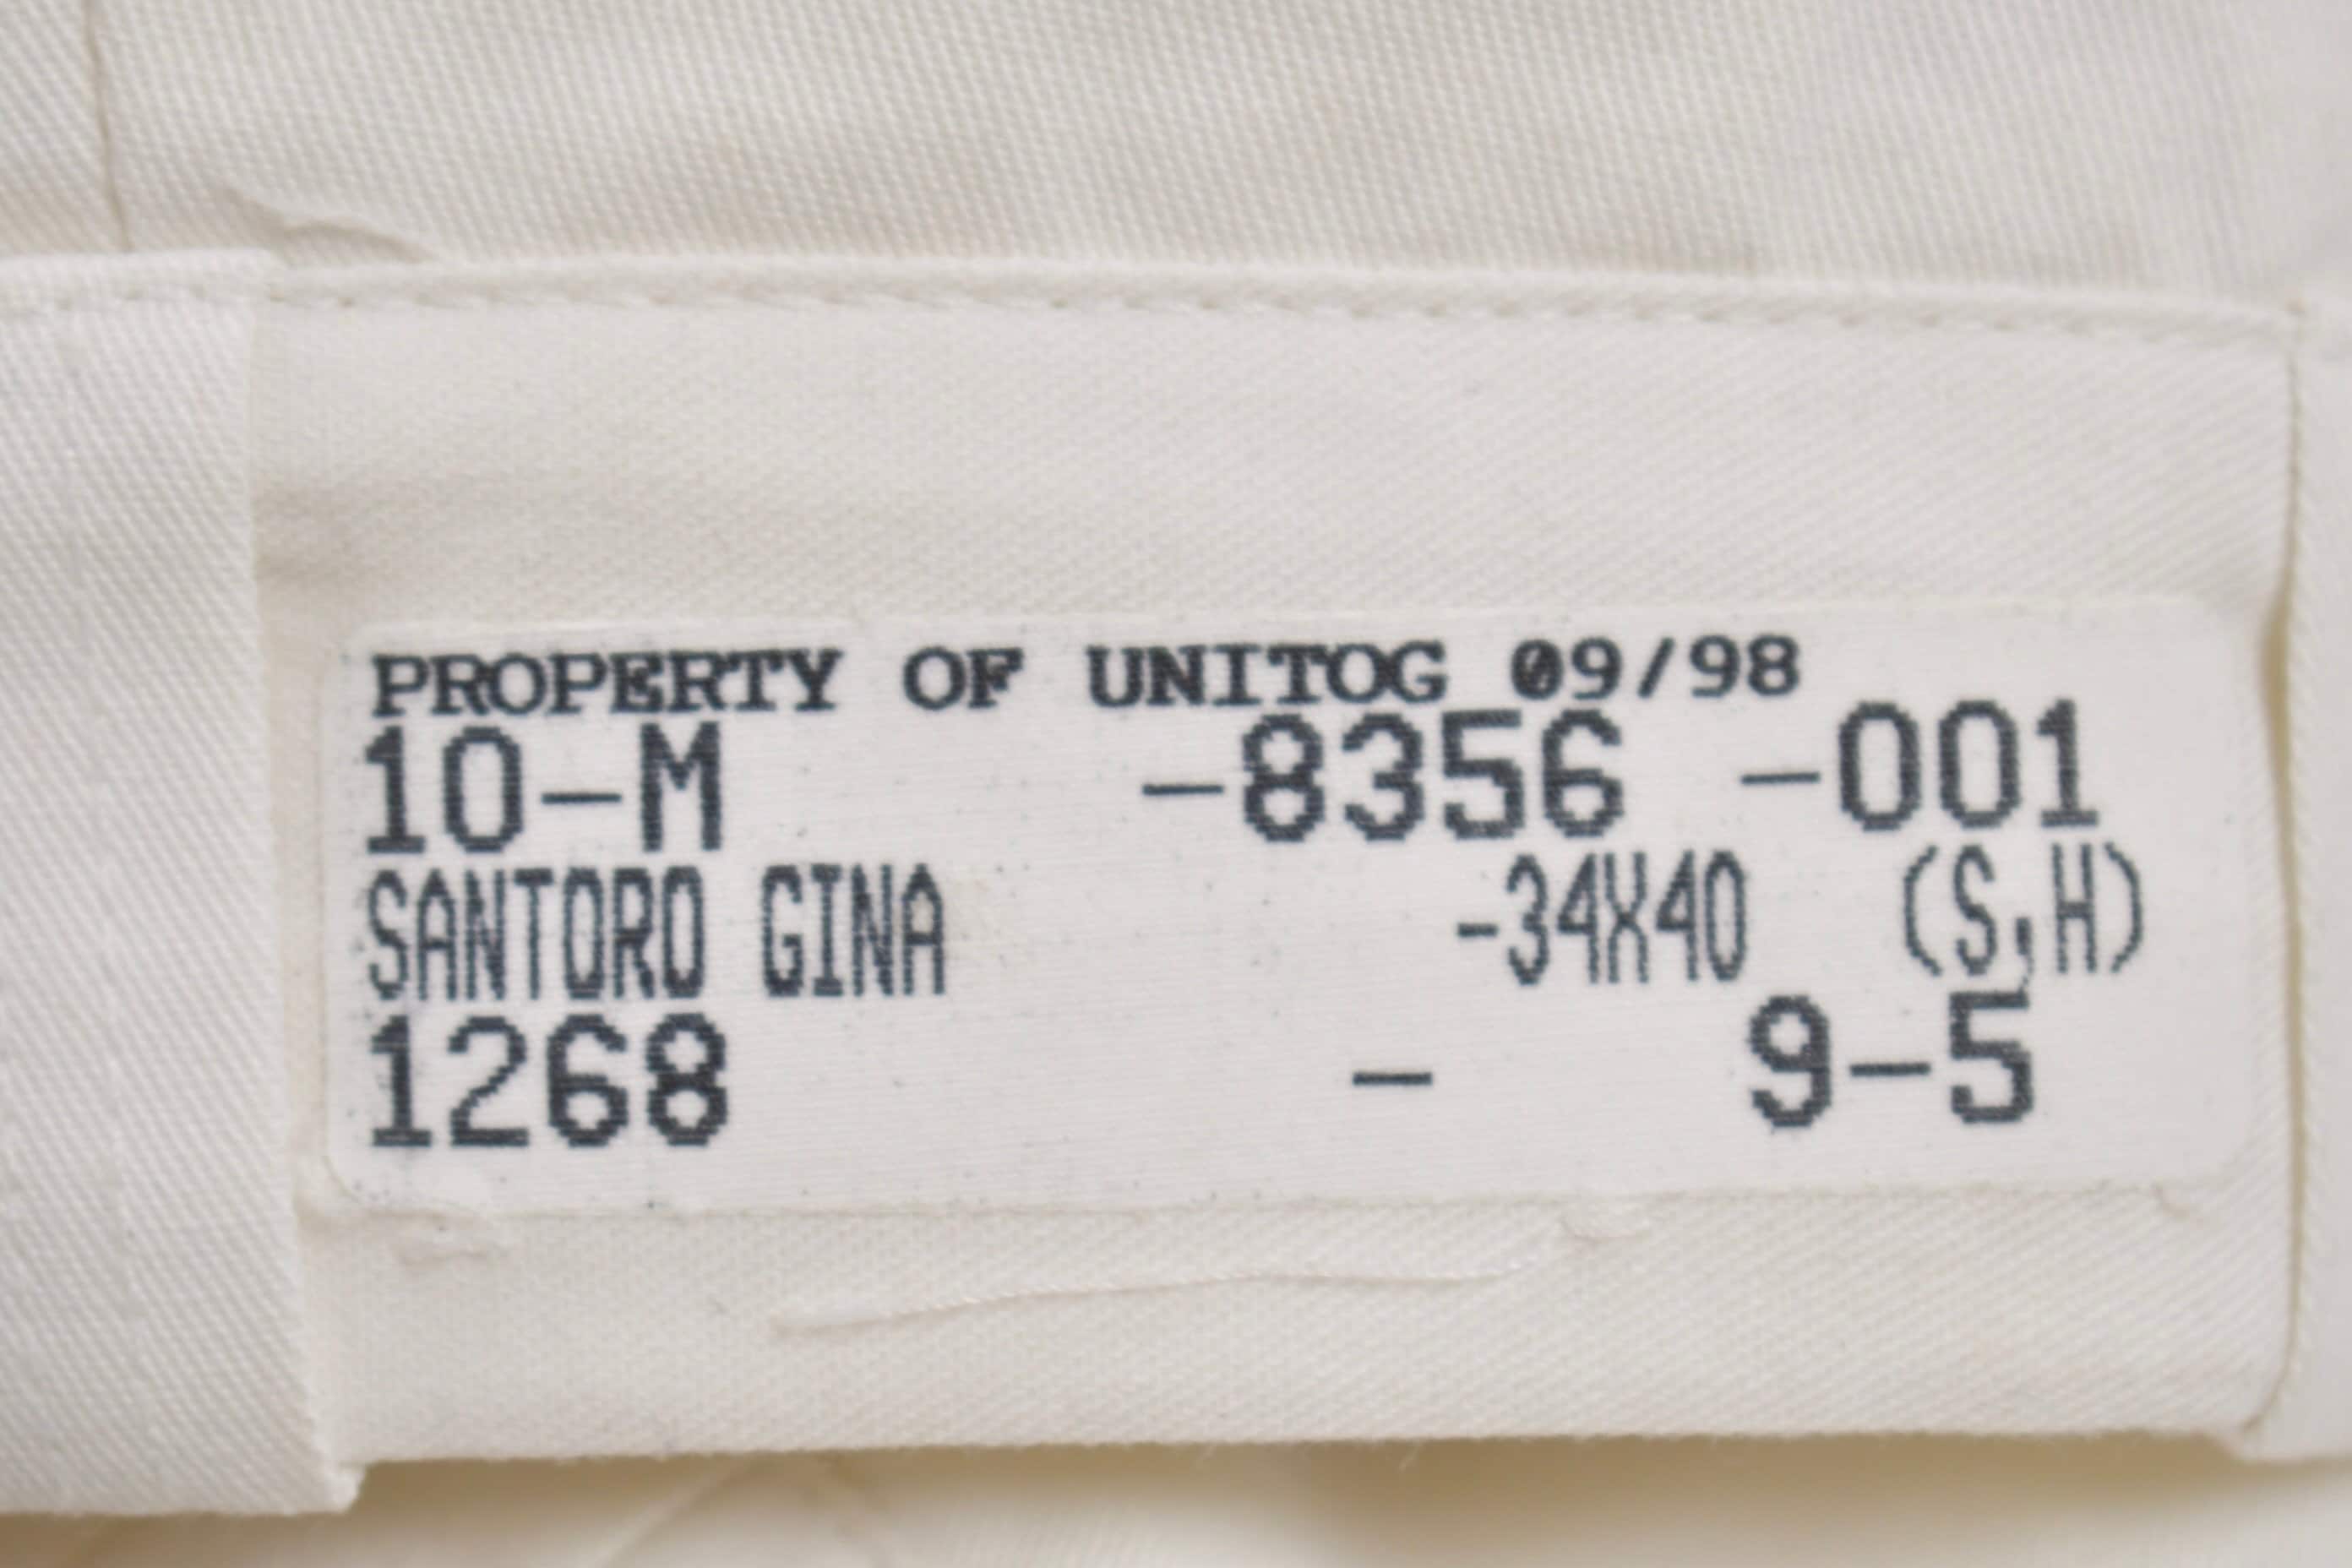 PROPERTY OF UNITOG 09/98
10-M -8356 -001
SANTORO GINA -34X40 (S,H)
1268 - 9-5